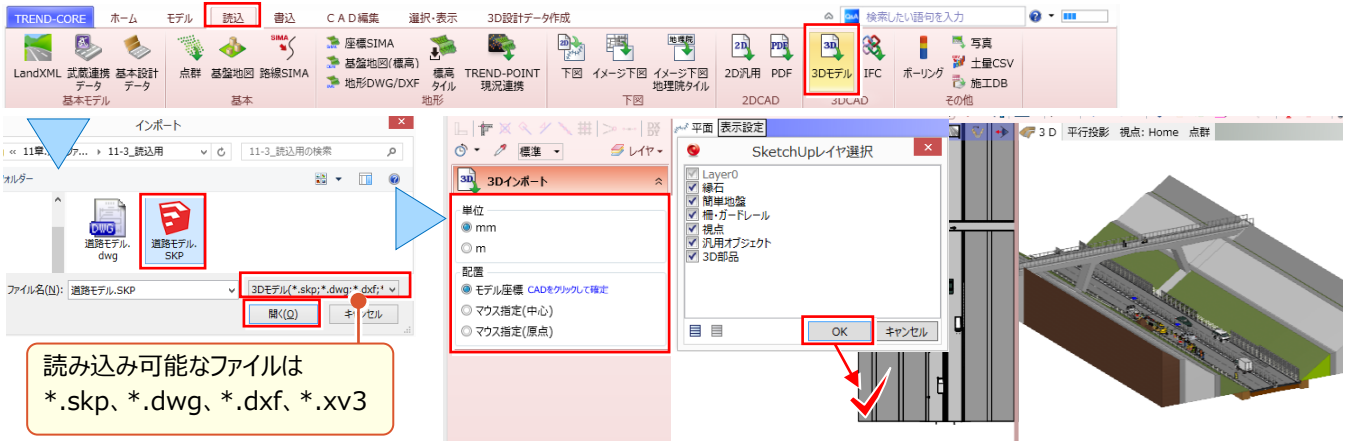 TREND-CORE ホーム モデル 読込 書込 CAD編集 選択・表示 3D設計データ作成 Q&A 検索したい語句を入力
LandXML 武蔵連携データ 基本設計データ 点群 基盤地図 路線SIMA 座標SIMA 基盤地図(標高) 地形DWG/DXF 標高タイル TREND-POINT現況連携 下図 イメージ下図 イメージ下図地理院タイル 2D汎用 PDF 3Dモデル IFC ボーリング 写真 土量CSV 施工DB
基本モデル 基本 地形 下図 2DCAD 3DCAD その他
インポート
« 11章. ▸ 11-3_読込用 11-3_読込用の検索
道路モデル.dwg
道路モデル.SKP
ファイル名(N): 道路モデル.SKP 3Dモデル(*.skp;*.dwg;*.dxf;*
開く(O) キャンセル
読み込み可能なファイルは
*.skp、*.dwg、*.dxf、*.xv3
標準 レイヤ
3Dインポート
単位
mm
m
配置
モデル座標 CADをクリックして確定
マウス指定(中心)
マウス指定(原点)
平面 表示設定
SketchUpレイヤ選択
Layer0
縁石
簡単地盤
柵・ガードレール
視点
汎用オブジェクト
3D部品
OK キャンセル
3D 平行投影 視点: Home 点群